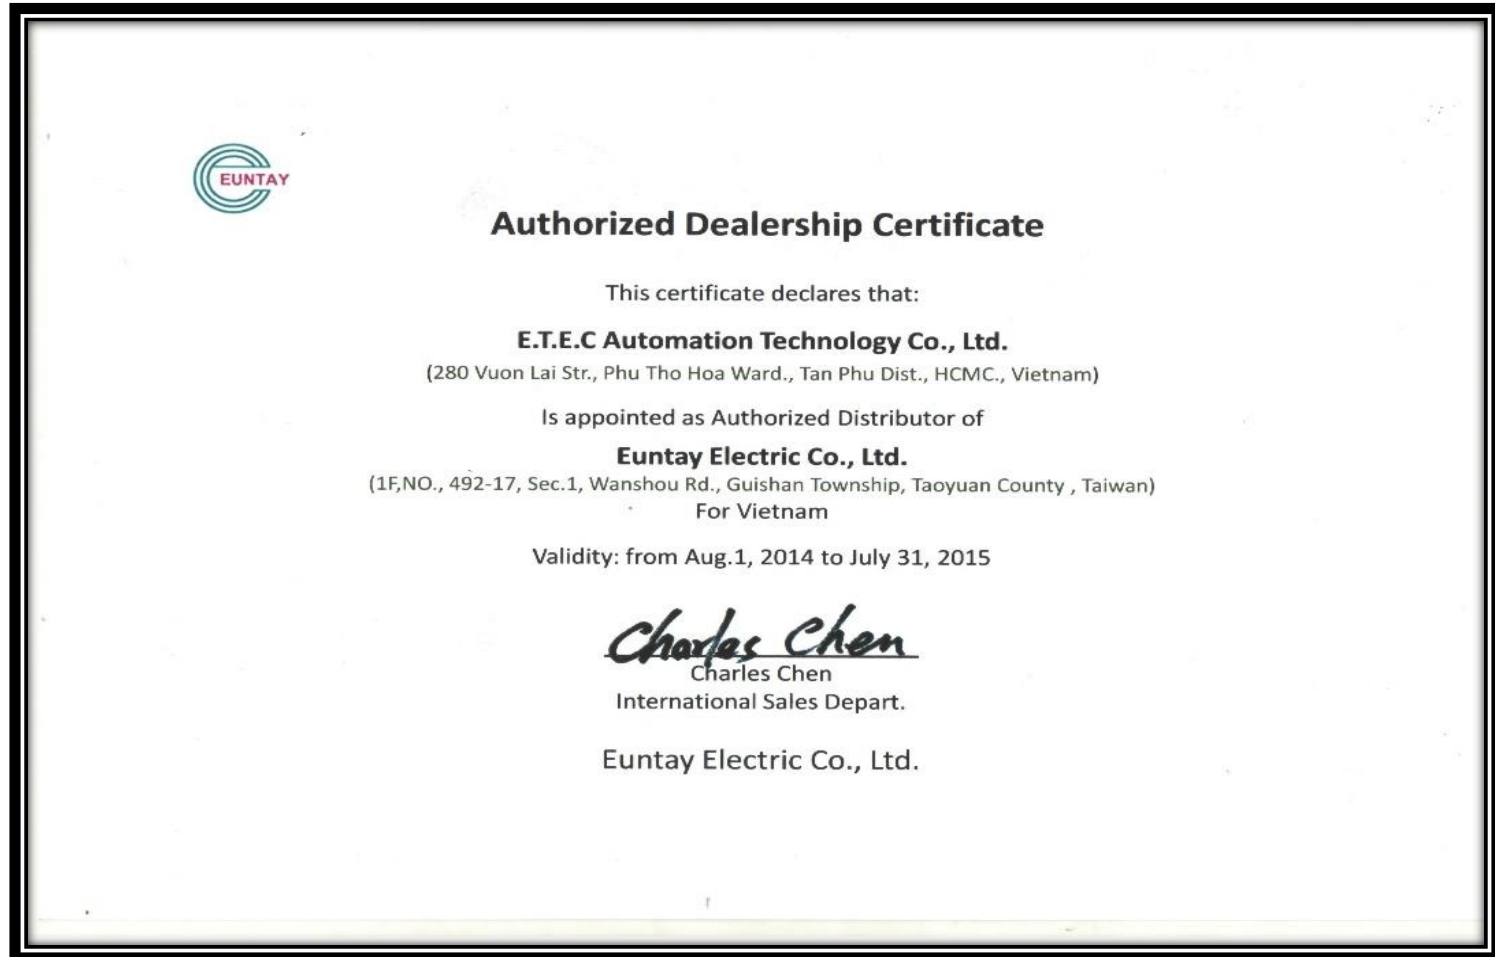 EUNTAY
Authorized Dealership Certificate
This certificate declares that:
E.T.E.C Automation Technology Co., Ltd.
(280 Vuon Lai Str., Phu Tho Hoa Ward., Tan Phu Dist., HCMC., Vietnam)
Is appointed as Authorized Distributor of
Euntay Electric Co., Ltd.
(1F,NO., 492-17, Sec.1, Wanshou Rd., Guishan Township, Taoyuan County , Taiwan)
For Vietnam
Validity: from Aug.1, 2014 to July 31, 2015
Charles Chen
Charles Chen
International Sales Depart.
Euntay Electric Co., Ltd.